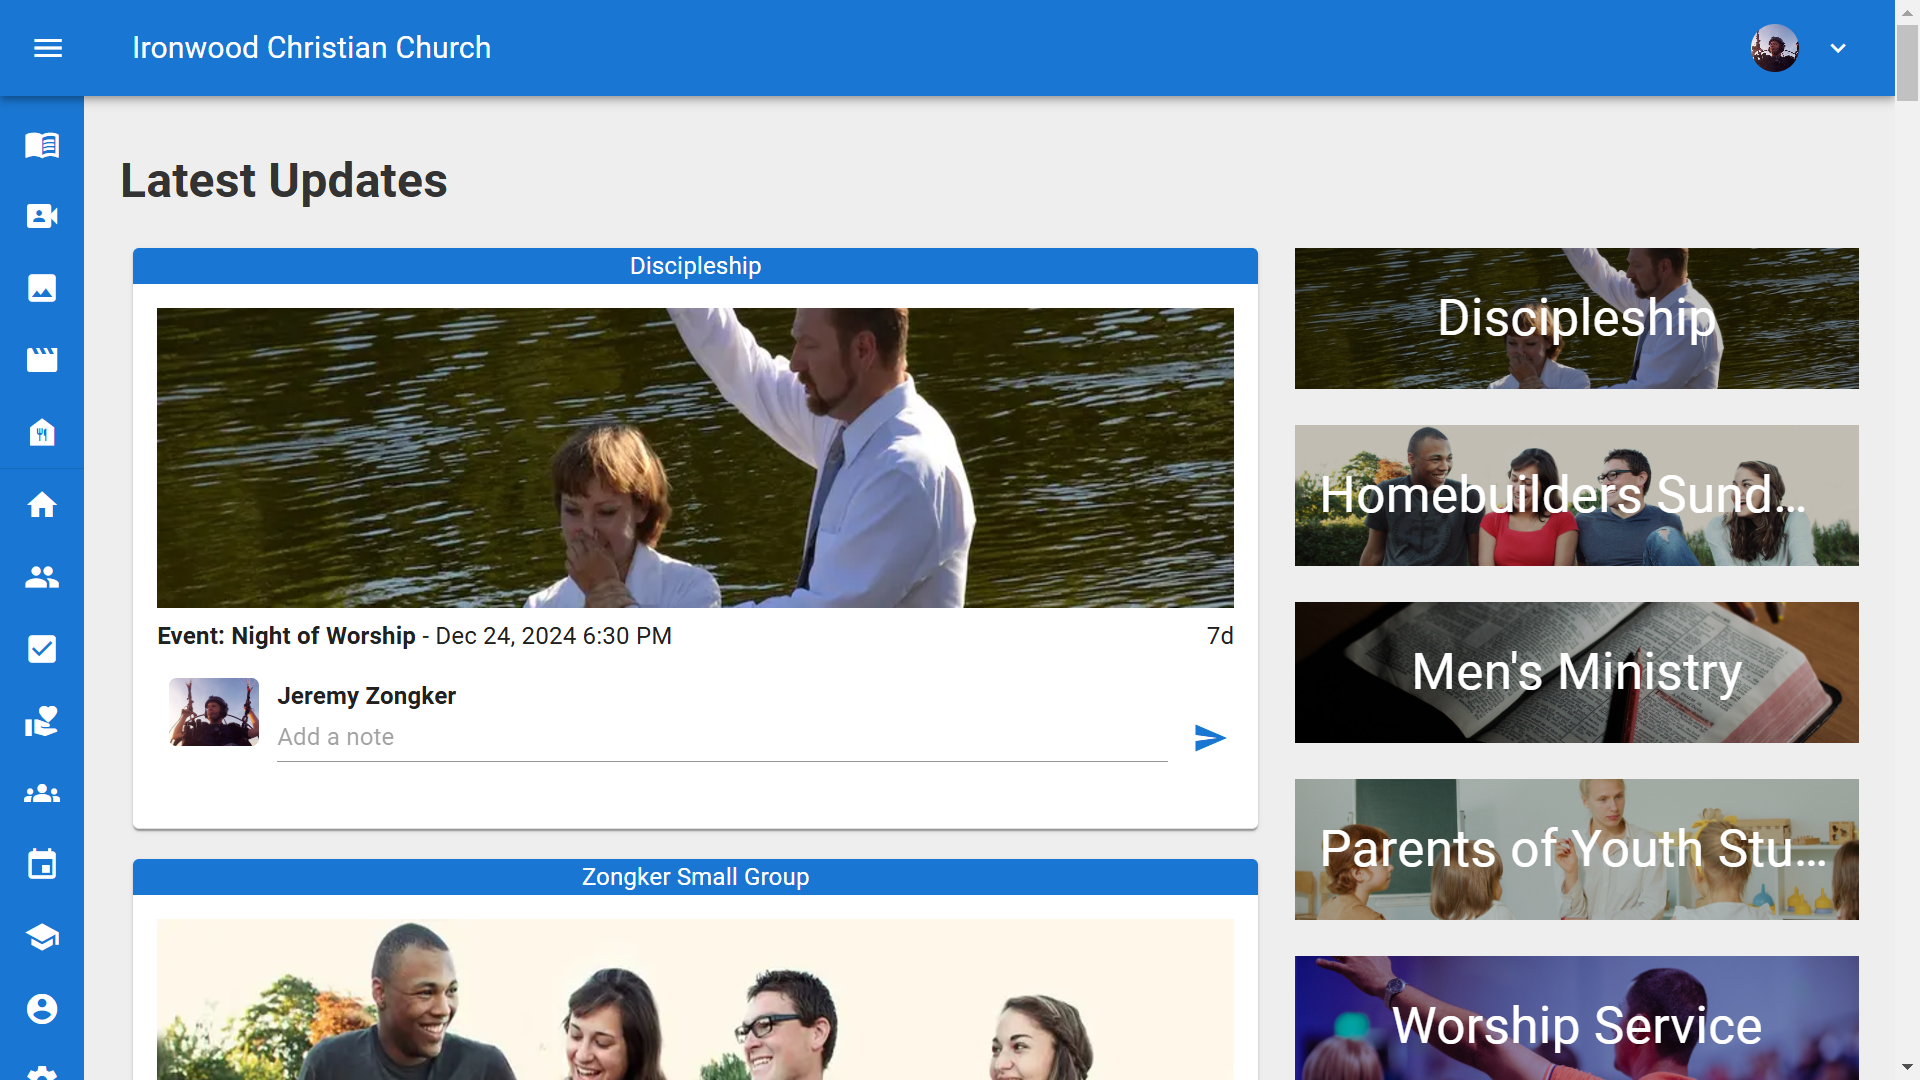 Ironwood Christian Church
Latest Updates
Discipleship
Event: Night of Worship - Dec 24, 2024 6:30 PM 7d
Jeremy Zongker
Add a note
Zongker Small Group
Discipleship
Homebuilders Sund...
Men's Ministry
Parents of Youth Stu...
Worship Service